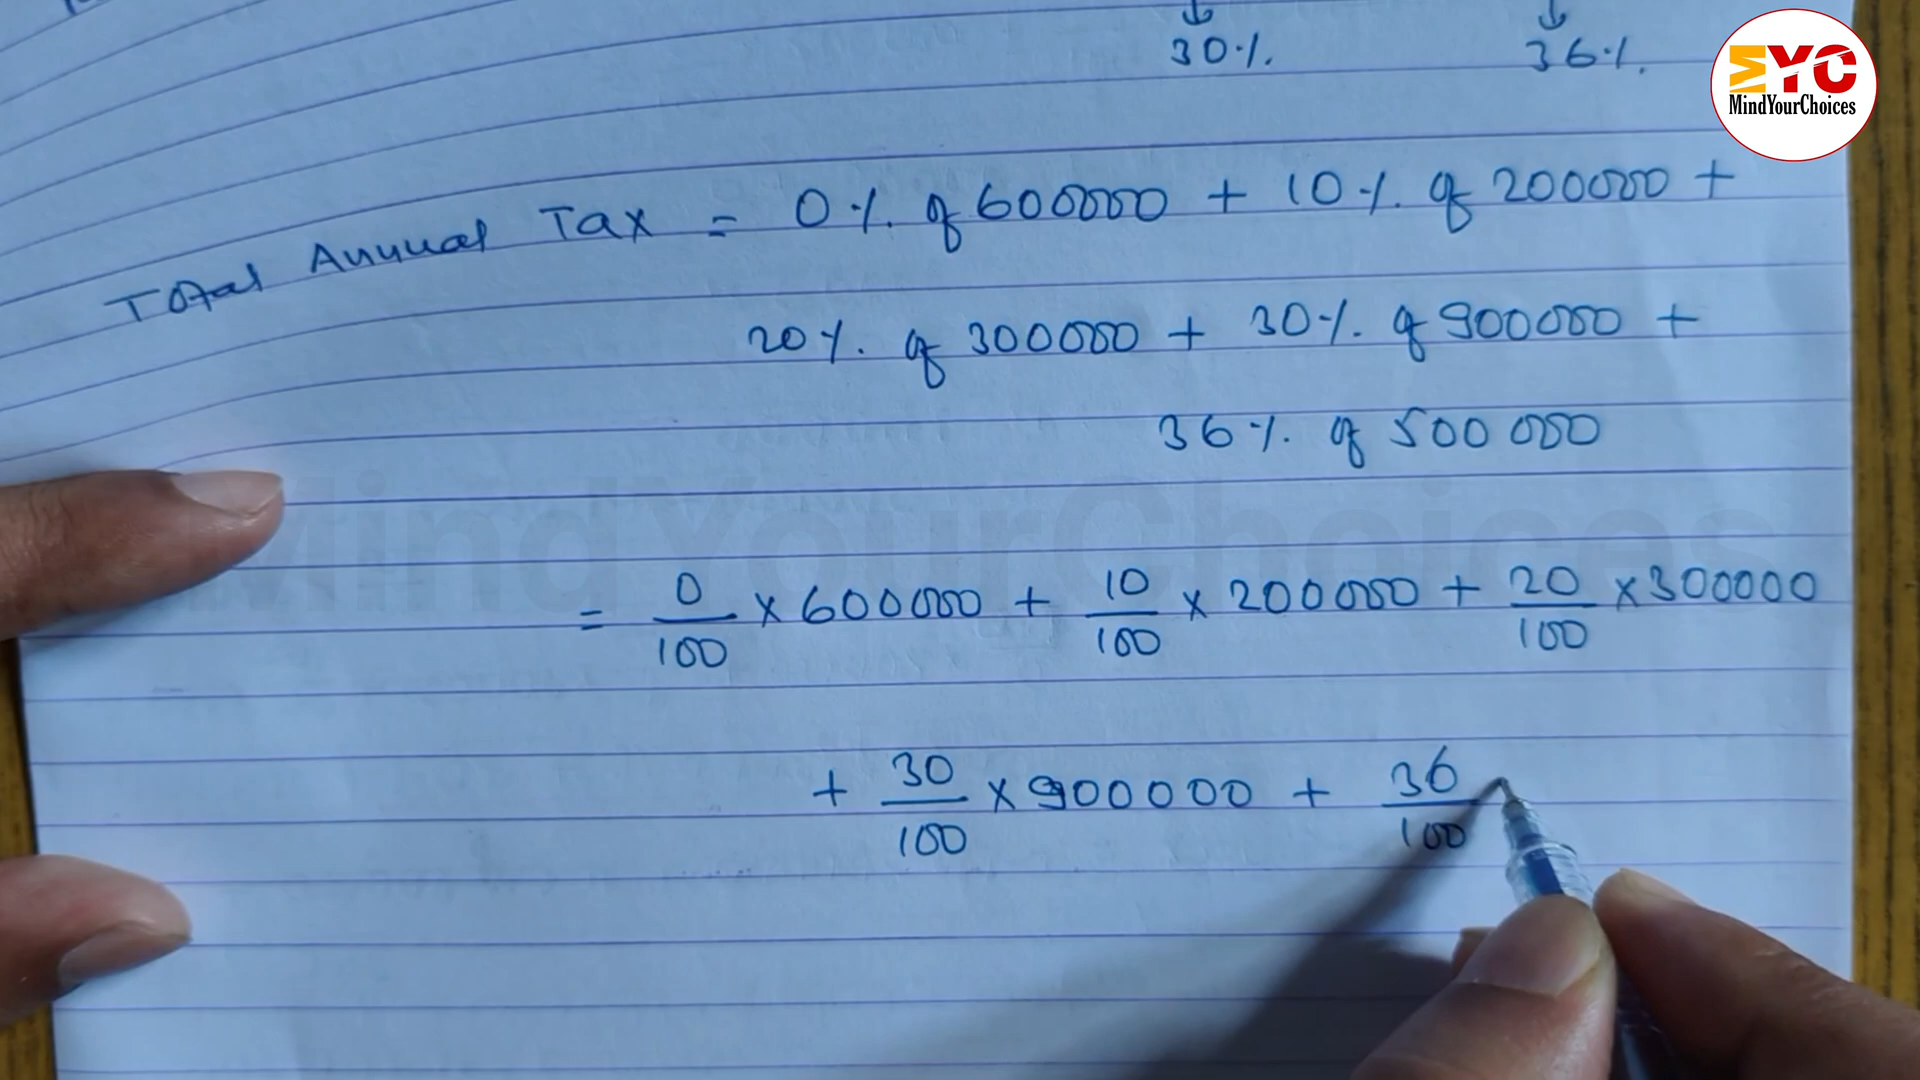 30%.
36%.
MYC
MindYourChoices
Total Annual Tax = 0% of 600000 + 10% of 200000 +
20% of 300000 + 30% of 900000 +
36% of 500000
MindYourChoices
= 0/100 × 600000 + 10/100 × 200000 + 20/100 × 300000
+ 30/100 × 900000 + 36/100